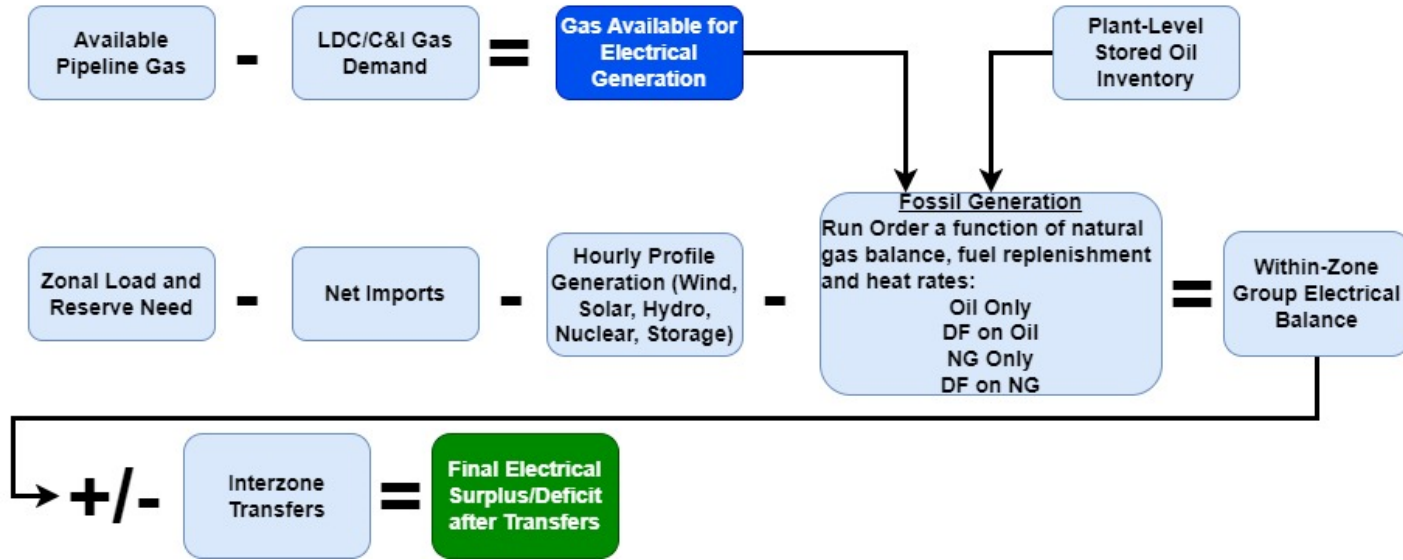 Available
Pipeline Gas
-
LDC/C&I Gas
Demand
=
Gas Available for
Electrical
Generation
Plant-Level
Stored Oil
Inventory
Zonal Load and
Reserve Need
-
Net Imports
-
Hourly Profile
Generation (Wind,
Solar, Hydro,
Nuclear, Storage)
-
Fossil Generation
Run Order a function of natural
gas balance, fuel replenishment
and heat rates:
Oil Only
DF on Oil
NG Only
DF on NG
=
Within-Zone
Group Electrical
Balance
+/-
Interzone
Transfers
=
Final Electrical
Surplus/Deficit
after Transfers